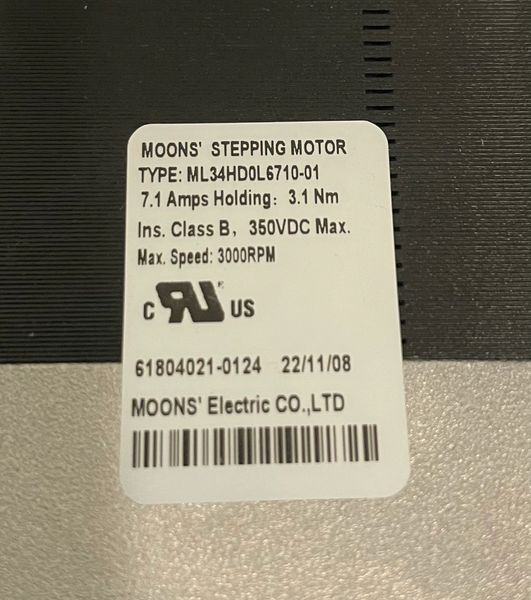 MOONS' STEPPING MOTOR
TYPE: ML34HD0L6710-01
7.1 Amps Holding: 3.1 Nm
Ins. Class B, 350VDC Max.
Max. Speed: 3000RPM
C RU® US
61804021-0124 22/11/08
MOONS' Electric CO.,LTD